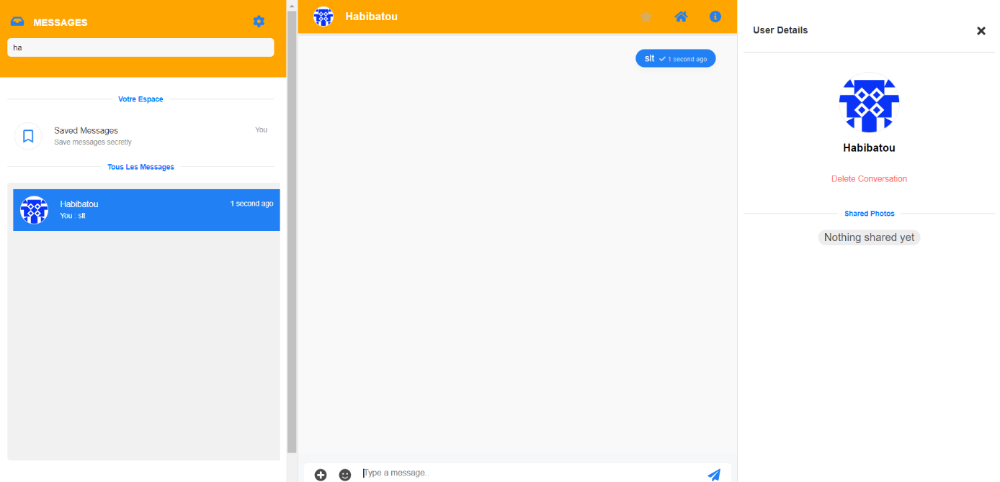 MESSAGES
ha
Votre Espace
Saved Messages
You
Save messages secretly
Tous Les Messages
Habibatou
1 second ago
You : slt
Habibatou
slt 1 second ago
Type a message..
User Details
Habibatou
Delete Conversation
Shared Photos
Nothing shared yet